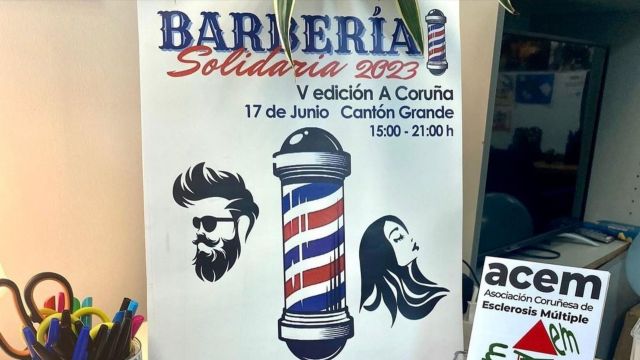 BARBERÍA
Solidaria 2023
V edición A Coruña
17 de Junio Cantón Grande
15:00 - 21:00 h
acem
Asociación Coruñesa de
Esclerosis Múltiple
em